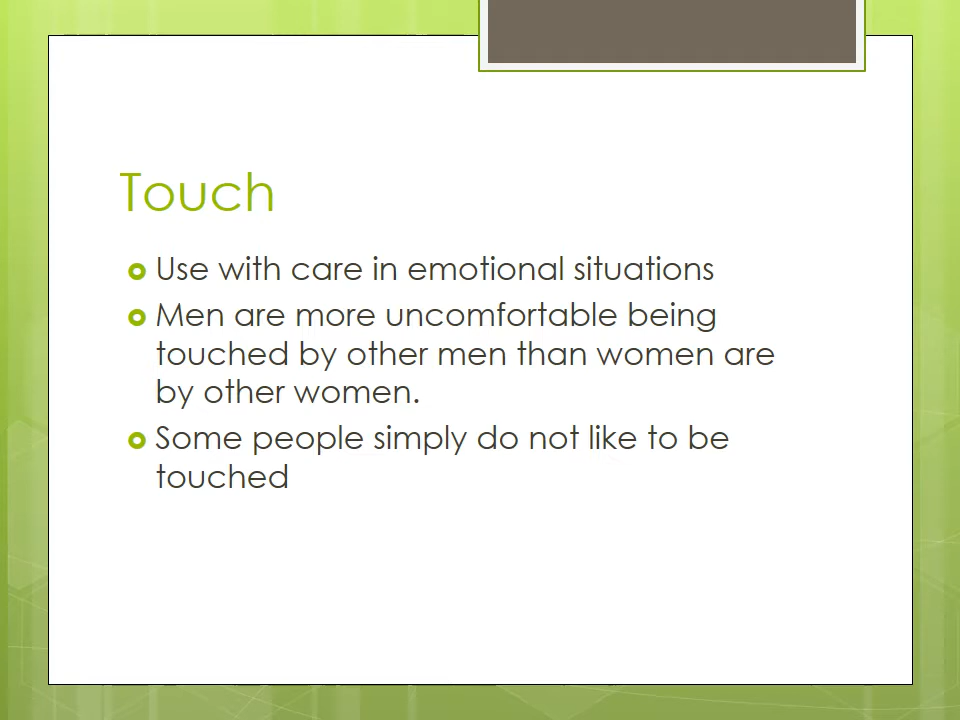 Touch
Use with care in emotional situations
Men are more uncomfortable being
touched by other men than women are
by other women.
Some people simply do not like to be
touched